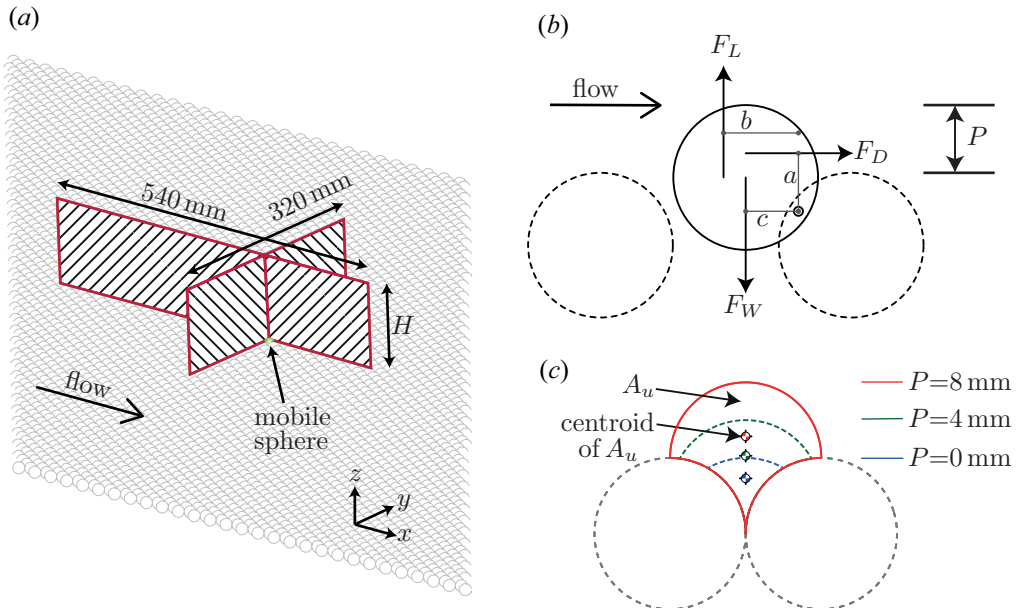 (a)
540 mm
320 mm
H
flow
mobile
sphere
z
y
x
(b)
F_L
flow
b
P
F_D
a
c
F_W
(c)
A_u
centroid
of A_u
P=8 mm
P=4 mm
P=0 mm